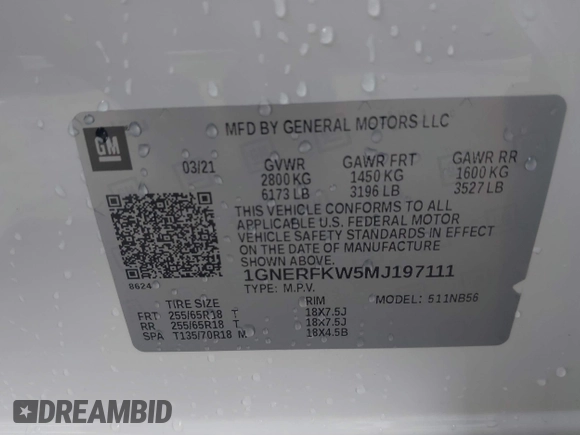 GM
MFD BY GENERAL MOTORS LLC
03/21 GVWR GAWR FRT GAWR RR
2800 KG 1450 KG 1600 KG
6173 LB 3196 LB 3527 LB
THIS VEHICLE CONFORMS TO ALL
APPLICABLE U.S. FEDERAL MOTOR
VEHICLE SAFETY STANDARDS IN EFFECT
ON THE DATE OF MANUFACTURE
SHOWN ABOVE.
8624 1GNERFKW5MJ197111
TYPE: M.P.V. MODEL: 511NB56
TIRE SIZE RIM
FRT 255/65R18 T 18X7.5J
RR 255/65R18 T 18X7.5J
SPA T135/70R18 M 18X4.5B
DREAMBID